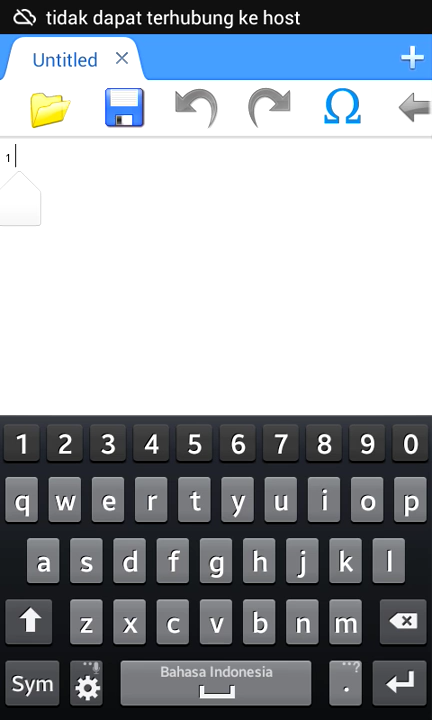 tidak dapat terhubung ke host
Untitled
Ω
1
1 2 3 4 5 6 7 8 9 0
q w e r t y u i o p
a s d f g h j k l
z x c v b n m
Sym Bahasa Indonesia ...? .